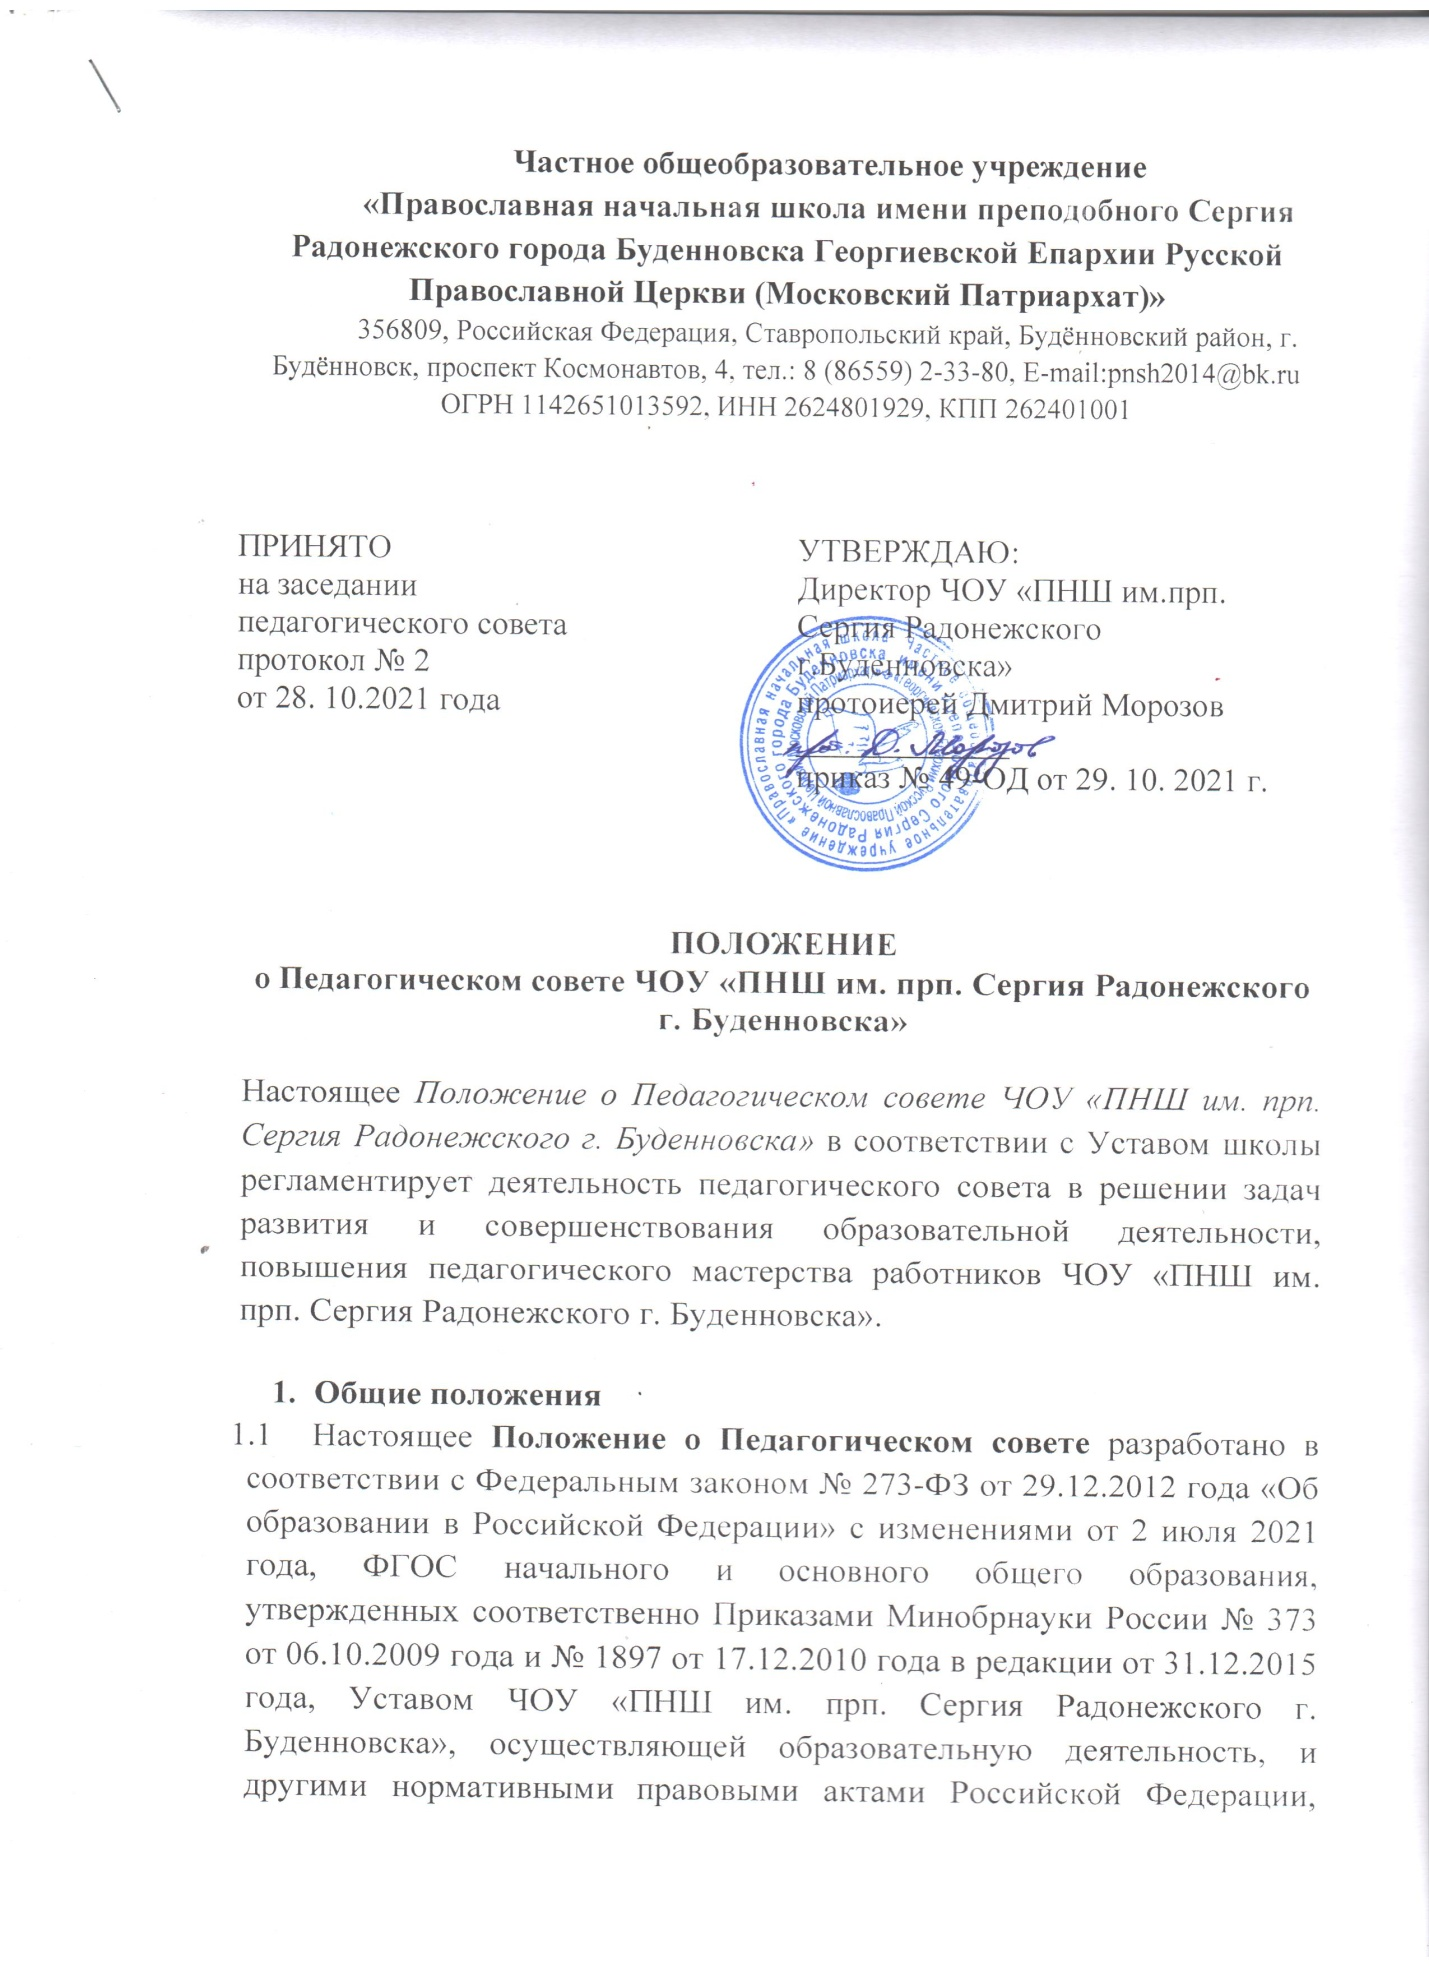 Частное общеобразовательное учреждение
«Православная начальная школа имени преподобного Сергия
Радонежского города Буденновска Георгиевской Епархии Русской
Православной Церкви (Московский Патриархат)»
356809, Российская Федерация, Ставропольский край, Будённовский район, г.
Будённовск, проспект Космонавтов, 4, тел.: 8 (86559) 2-33-80, E-mail:pnsh2014@bk.ru
ОГРН 1142651013592, ИНН 2624801929, КПП 262401001
ПРИНЯТО
на заседании
педагогического совета
протокол № 2
от 28. 10.2021 года
УТВЕРЖДАЮ:
Директор ЧОУ «ПНШ им.прп.
Сергия Радонежского
г.Буденновска»
протоиерей Дмитрий Морозов
прот. Д. Морозов
приказ № 49-ОД от 29. 10. 2021 г.
ПОЛОЖЕНИЕ
о Педагогическом совете ЧОУ «ПНШ им. прп. Сергия Радонежского
г. Буденновска»
Настоящее Положение о Педагогическом совете ЧОУ «ПНШ им. прп.
Сергия Радонежского г. Буденновска» в соответствии с Уставом школы
регламентирует деятельность педагогического совета в решении задач
развития и совершенствования образовательной деятельности,
повышения педагогического мастерства работников ЧОУ «ПНШ им.
прп. Сергия Радонежского г. Буденновска».
1. Общие положения
1.1 Настоящее Положение о Педагогическом совете разработано в
соответствии с Федеральным законом № 273-ФЗ от 29.12.2012 года «Об
образовании в Российской Федерации» с изменениями от 2 июля 2021
года, ФГОС начального и основного общего образования,
утвержденных соответственно Приказами Минобрнауки России № 373
от 06.10.2009 года и № 1897 от 17.12.2010 года в редакции от 31.12.2015
года, Уставом ЧОУ «ПНШ им. прп. Сергия Радонежского г.
Буденновска», осуществляющей образовательную деятельность, и
другими нормативными правовыми актами Российской Федерации,